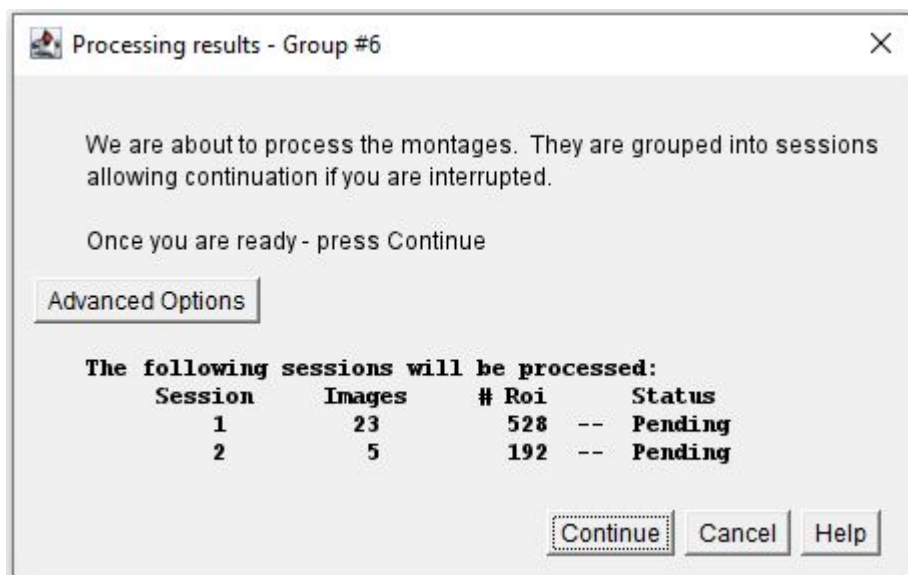 Processing results - Group #6
We are about to process the montages.  They are grouped into sessions
allowing continuation if you are interrupted.
Once you are ready - press Continue
Advanced Options
The following sessions will be processed:
Session Images # Roi Status
1 23 528 -- Pending
2 5 192 -- Pending
Continue Cancel Help